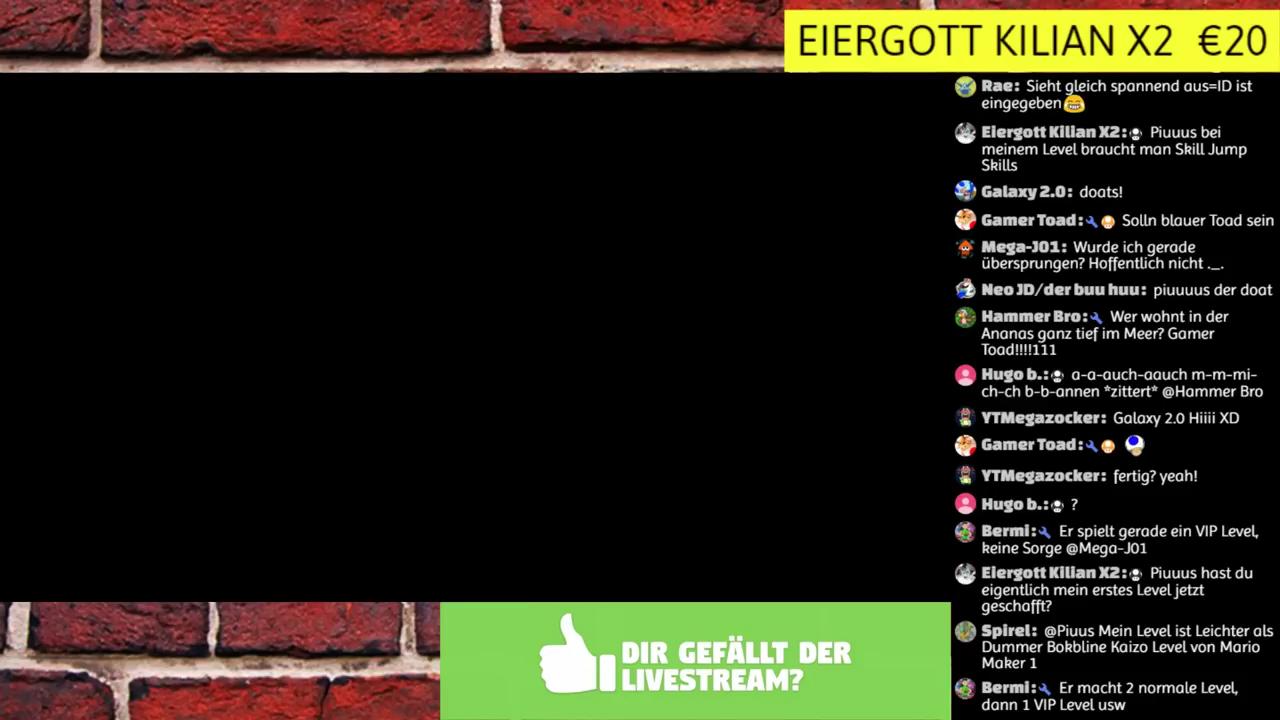 EIERGOTT KILIAN X2 €20
Rae: Sieht gleich spannend aus=ID ist
eingegeben😂
Eiergott Kilian X2: Piuuus bei
meinem Level braucht man Skill Jump
Skills
Galaxy 2.0: doats!
Gamer Toad: Solln blauer Toad sein
Mega-J01: Wurde ich gerade
übersprungen? Hoffentlich nicht ._.
Neo JD/der buu huu: piuuuus der doat
Hammer Bro: Wer wohnt in der
Ananas ganz tief im Meer? Gamer
Toad!!!!111
Hugo b.: a-a-auch-aauch m-m-mi-
ch-ch b-b-annen *zittert* @Hammer Bro
YTMegazocker: Galaxy 2.0 Hiiii XD
Gamer Toad:
YTMegazocker: fertig? yeah!
Hugo b.: ?
Bermi: Er spielt gerade ein VIP Level,
keine Sorge @Mega-J01
Eiergott Kilian X2: Piuuus hast du
eigentlich mein erstes Level jetzt
geschafft?
Spirel: @Piuus Mein Level ist Leichter als
Dummer Bokbline Kaizo Level von Mario
Maker 1
Bermi: Er macht 2 normale Level,
dann 1 VIP Level usw
DIR GEFÄLLT DER
LIVESTREAM?